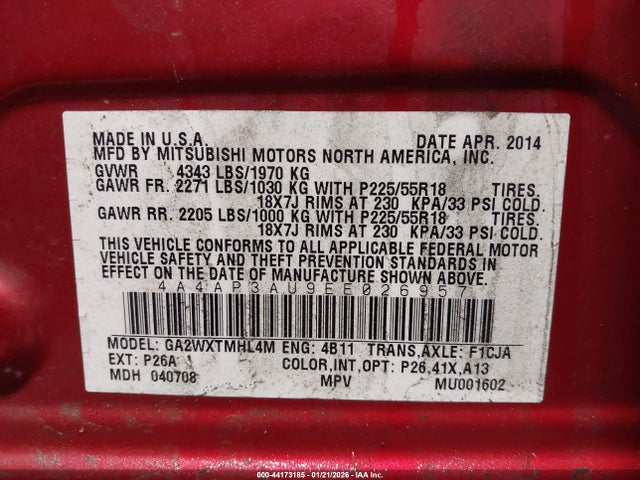 MADE IN U.S.A. DATE APR. 2014
MFD BY MITSUBISHI MOTORS NORTH AMERICA, INC.
GVWR 4343 LBS/1970 KG
GAWR FR. 2271 LBS/1030 KG WITH P225/55R18 TIRES.
18X7J RIMS AT 230 KPA/33 PSI COLD.
GAWR RR. 2205 LBS/1000 KG WITH P225/55R18 TIRES.
18X7J RIMS AT 230 KPA/33 PSI COLD.
THIS VEHICLE CONFORMS TO ALL APPLICABLE FEDERAL MOTOR
VEHICLE SAFETY AND THEFT PREVENTION STANDARDS IN
EFFECT ON THE DATE OF MANUFACTURE SHOWN ABOVE.
4A4AP3AU9EE026957
MODEL: GA2WXTMHL4M ENG: 4B11 TRANS,AXLE: F1CJA
EXT: P26A COLOR,INT,OPT: P26,41X,A13
MDH 040708 MPV MU001602
000-44173185 - 01/21/2026 - IAA Inc.